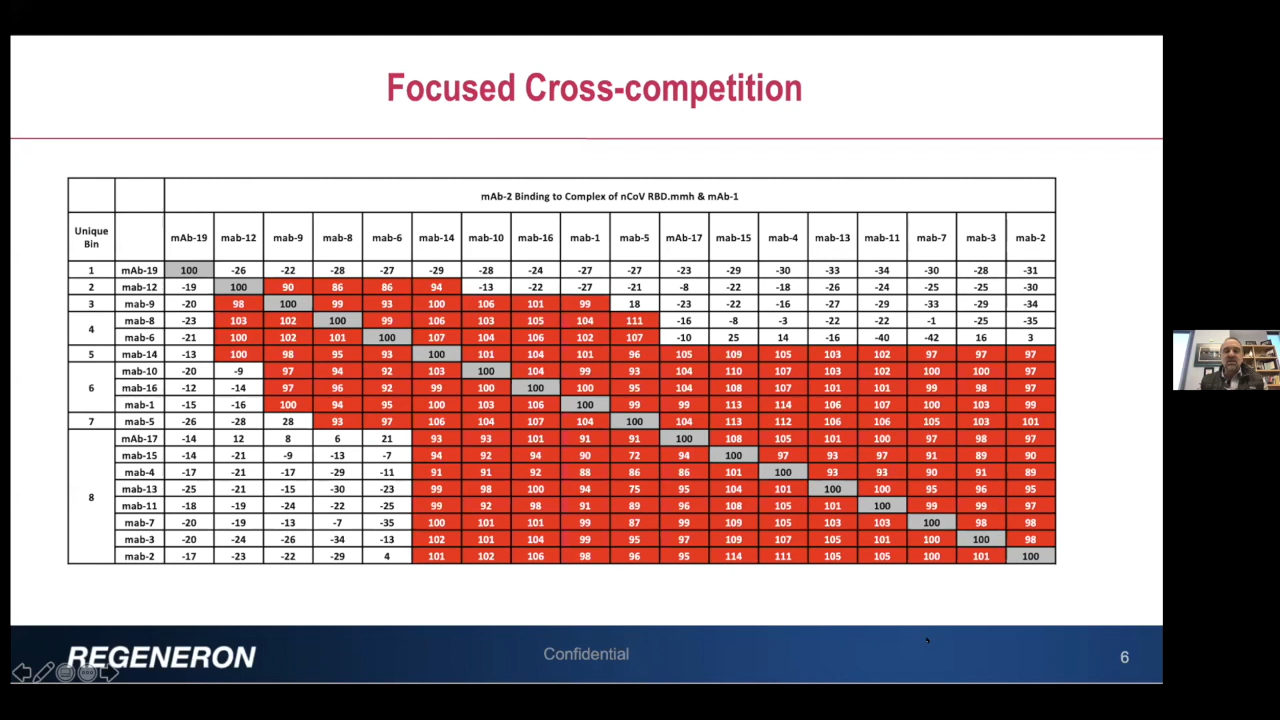 Focused Cross-competition
mAb-2 Binding to Complex of nCoV RBD.mmh & mAb-1
Unique Bin mAb-19 mab-12 mab-9 mab-8 mab-6 mab-14 mab-10 mab-16 mab-1 mab-5 mAb-17 mab-15 mab-4 mab-13 mab-11 mab-7 mab-3 mab-2
1 mAb-19 100 -26 -22 -28 -27 -29 -28 -24 -27 -27 -23 -29 -30 -33 -34 -30 -28 -31
2 mab-12 -19 100 90 86 86 94 -13 -22 -27 -21 -8 -22 -18 -26 -24 -25 -25 -30
3 mab-9 -20 98 100 99 93 100 106 101 99 18 -23 -22 -16 -27 -29 -33 -29 -34
4 mab-8 -23 103 102 100 99 106 103 105 104 111 -16 -8 -3 -22 -22 -1 -25 -35
mab-6 -21 100 102 101 100 107 104 106 102 107 -10 25 14 -16 -40 -42 16 3
5 mab-14 -13 100 98 95 93 100 101 104 101 96 105 109 105 103 102 97 97 97
6 mab-10 -20 -9 97 94 92 103 100 104 99 93 104 110 107 103 102 100 100 97
mab-16 -12 -14 97 96 92 99 100 100 100 95 104 108 107 101 101 99 98 97
mab-1 -15 -16 100 94 95 100 103 106 100 99 99 113 114 106 107 100 103 99
7 mab-5 -26 -28 28 93 97 106 104 107 104 100 104 113 112 106 106 105 103 101
8 mAb-17 -14 12 8 6 21 93 93 101 91 91 100 108 105 101 100 97 98 97
mab-15 -14 -21 -9 -13 -7 94 92 94 90 72 94 100 97 93 97 91 89 90
mab-4 -17 -21 -17 -29 -11 91 91 92 88 86 86 101 100 93 93 90 91 89
mab-13 -25 -21 -15 -30 -23 99 98 100 94 75 95 104 101 100 100 95 96 95
mab-11 -18 -19 -24 -22 -25 99 92 98 91 89 96 108 105 101 100 99 99 97
mab-7 -20 -19 -13 -7 -35 100 101 101 99 87 99 109 105 103 103 100 98 98
mab-3 -20 -24 -26 -34 -13 102 101 104 99 95 97 109 107 105 101 100 100 98
mab-2 -17 -23 -22 -29 4 101 102 106 98 96 95 114 111 105 105 100 101 100
REGENERON Confidential 6